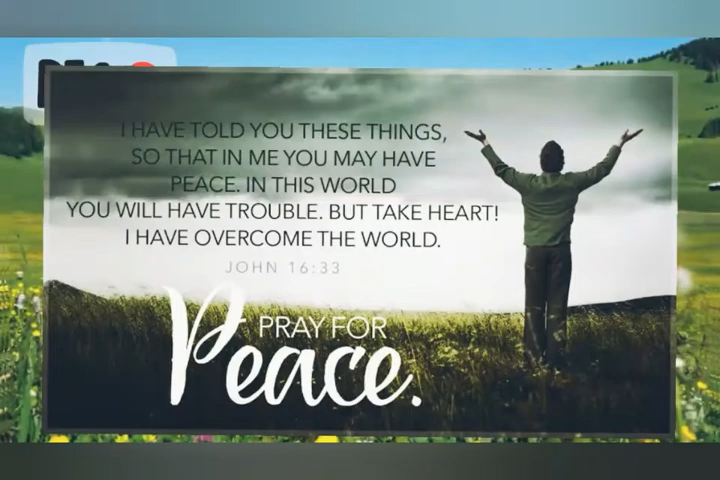 I HAVE TOLD YOU THESE THINGS,
SO THAT IN ME YOU MAY HAVE
PEACE. IN THIS WORLD
YOU WILL HAVE TROUBLE. BUT TAKE HEART!
I HAVE OVERCOME THE WORLD.
JOHN 16:33
PRAY FOR
Peace.